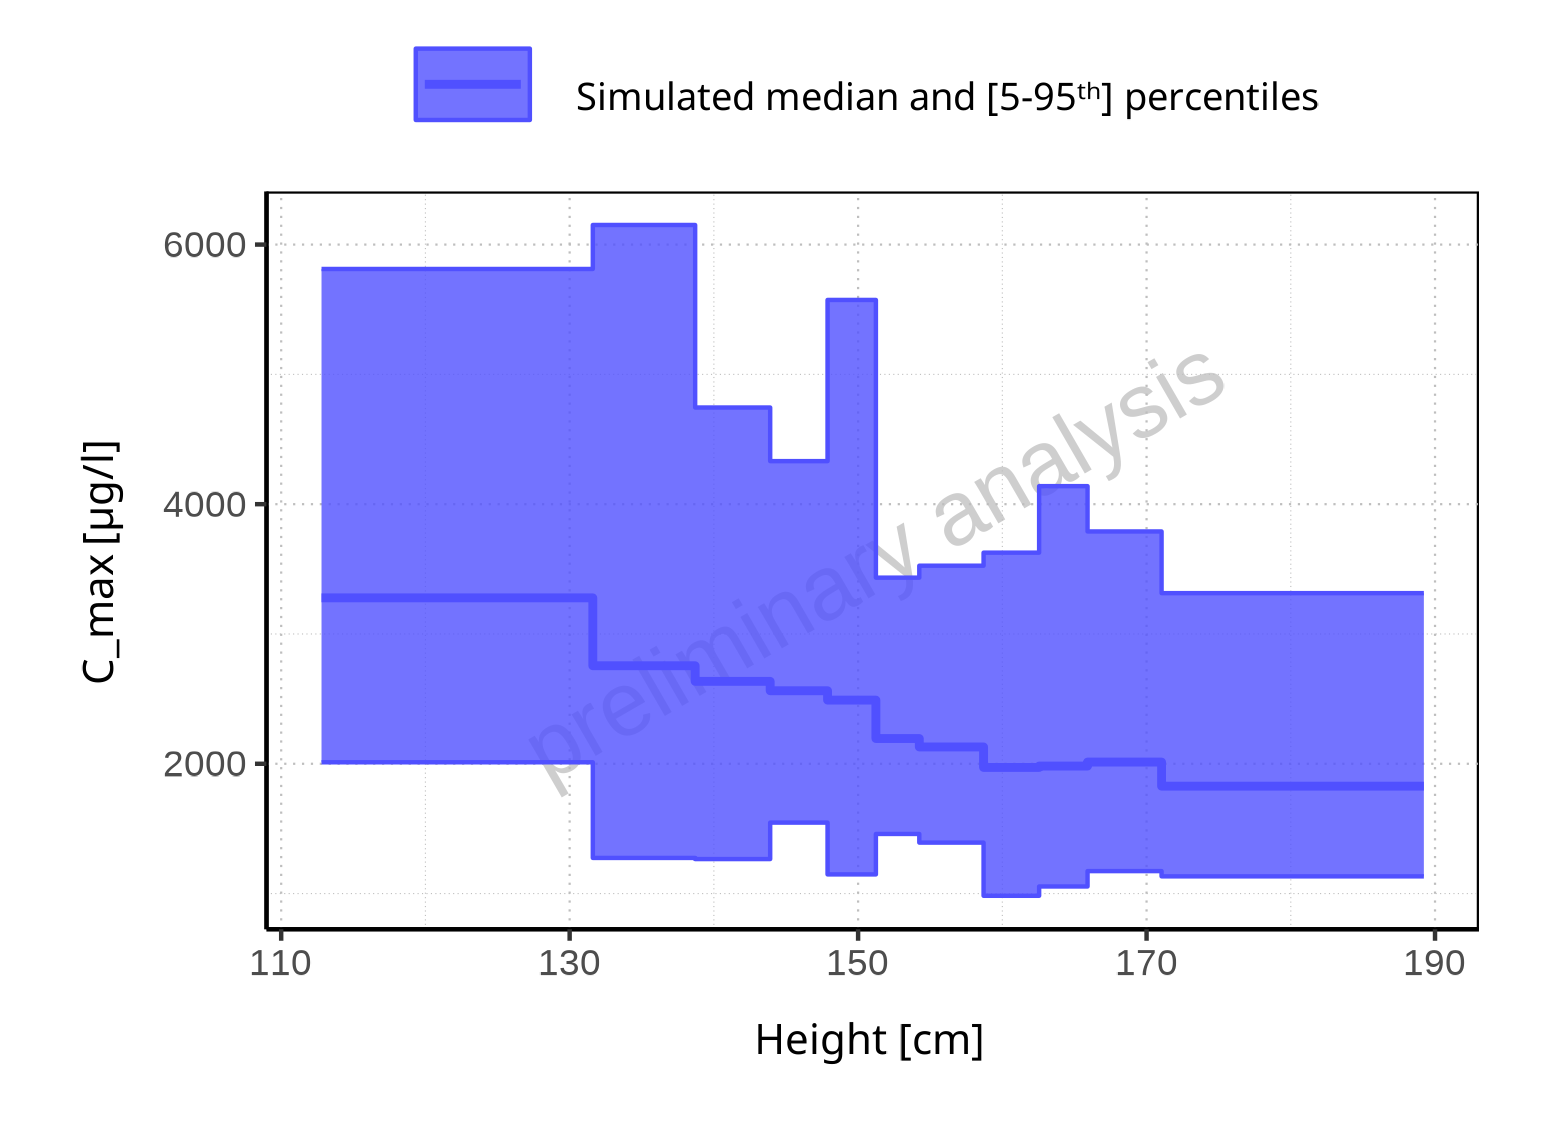 Simulated median and [5-95ᵗʰ] percentiles
6000
4000
2000
C_max [µg/l]
preliminary analysis
110 130 150 170 190
Height [cm]